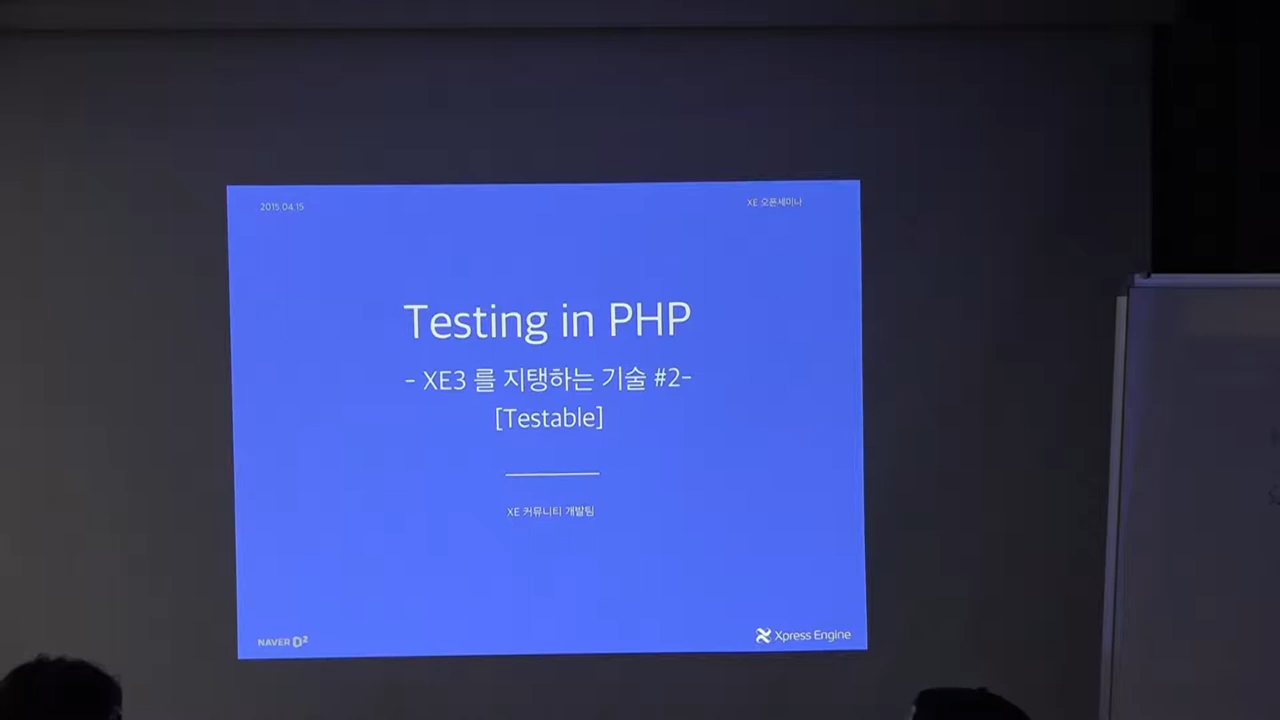 2015.04.15
XE 오픈세미나
Testing in PHP
- XE3 를 지탱하는 기술 #2-
[Testable]
XE 커뮤니티 개발팀
NAVER D2
Xpress Engine